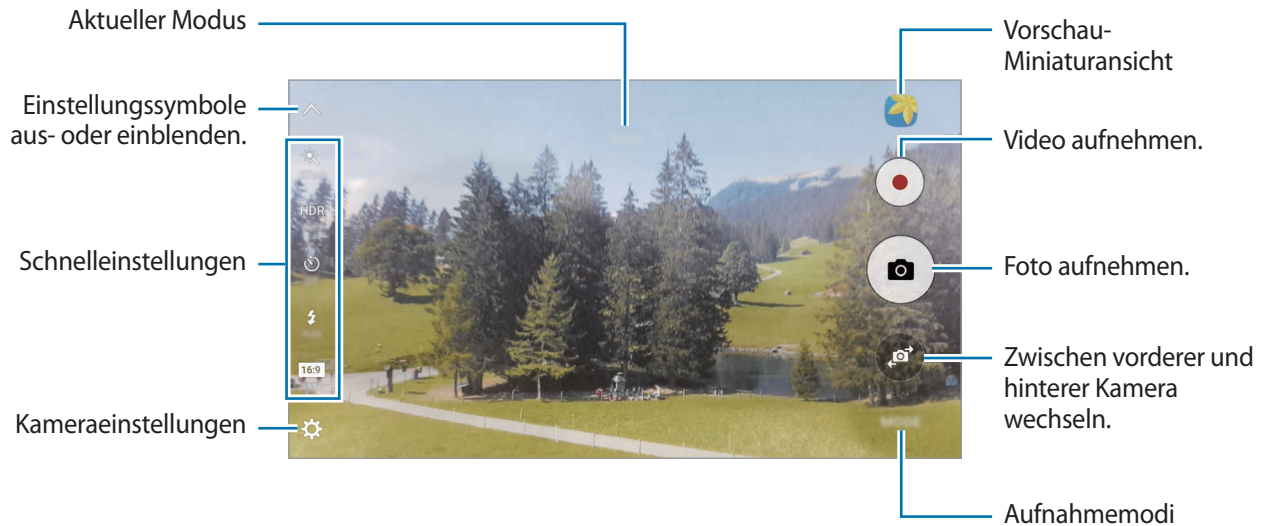 Aktueller Modus
Einstellungssymbole
aus- oder einblenden.
Schnelleinstellungen
Kameraeinstellungen
HDR
16:9
Vorschau-
Miniaturansicht
Video aufnehmen.
Foto aufnehmen.
Zwischen vorderer und
hinterer Kamera
wechseln.
Aufnahmemodi